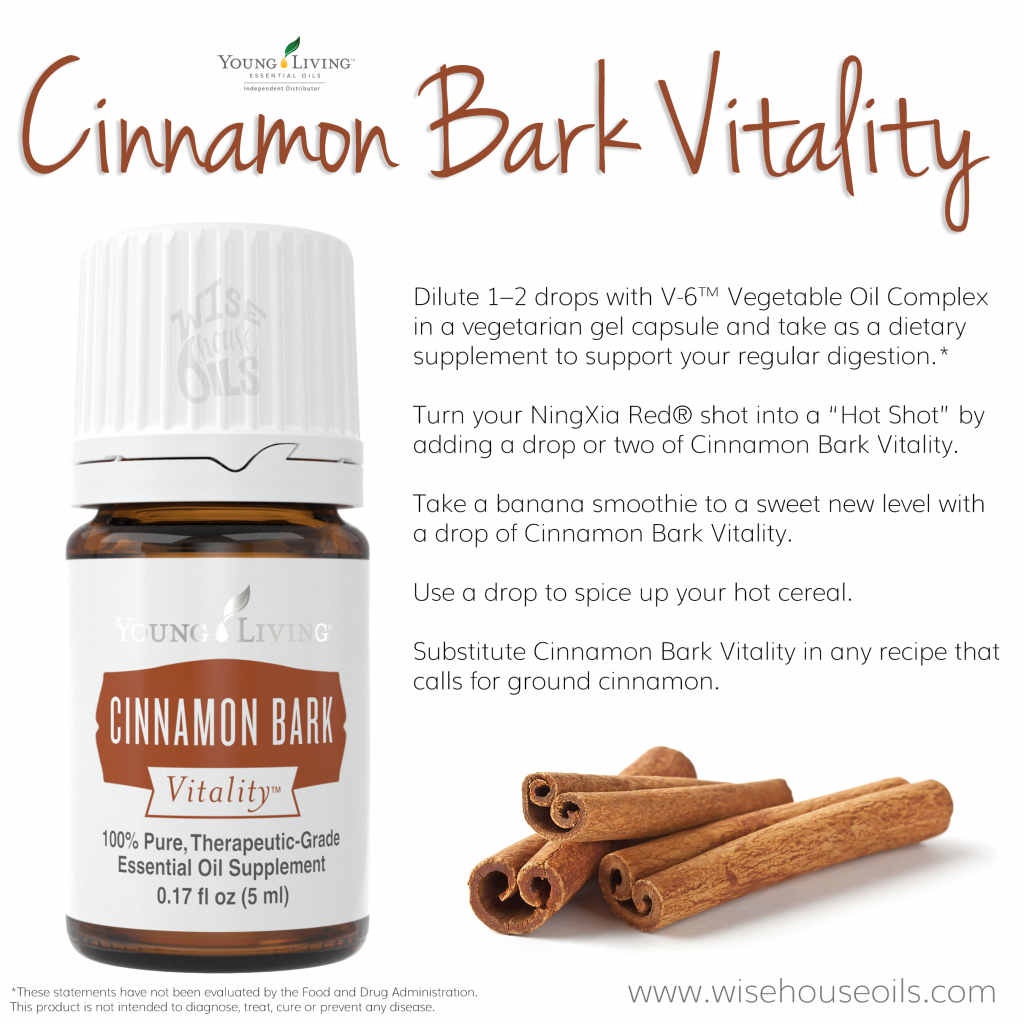 YOUNG LIVING™
ESSENTIAL OILS
Independent Distributor
Cinnamon Bark Vitality
WISE
house
OILS
Dilute 1–2 drops with V-6™ Vegetable Oil Complex
in a vegetarian gel capsule and take as a dietary
supplement to support your regular digestion.*
Turn your NingXia Red® shot into a “Hot Shot” by
adding a drop or two of Cinnamon Bark Vitality.
Take a banana smoothie to a sweet new level with
a drop of Cinnamon Bark Vitality.
Use a drop to spice up your hot cereal.
Substitute Cinnamon Bark Vitality in any recipe that
calls for ground cinnamon.
YOUNG LIVING
CINNAMON BARK
Vitality™
100% Pure, Therapeutic-Grade
Essential Oil Supplement
0.17 fl oz (5 ml)
*These statements have not been evaluated by the Food and Drug Administration.
This product is not intended to diagnose, treat, cure or prevent any disease.
www.wisehouseoils.com